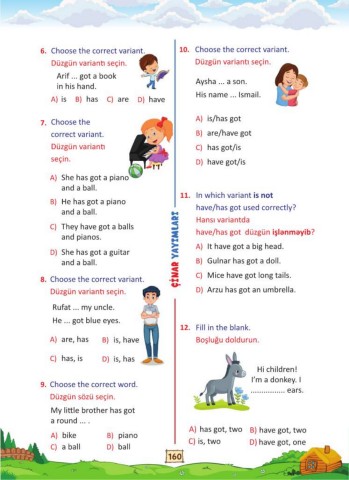 6. Choose the correct variant.
Düzgün variantı seçin.
Arif ... got a book
in his hand.
A) is B) has C) are D) have
7. Choose the
correct variant.
Düzgün variantı
seçin.
A) She has got a piano
and a ball.
B) He has got a piano
and a ball.
C) They have got a balls
and pianos.
D) She has got a guitar
and a ball.
8. Choose the correct variant.
Düzgün variantı seçin.
Rufat ... my uncle.
He ... got blue eyes.
A) are, has B) is, have
C) has, is D) is, has
9. Choose the correct word.
Düzgün sözü seçin.
My little brother has got
a round ... .
A) bike B) piano
C) a ball D) ball
ÇİNAR YAYIMLARI
10. Choose the correct variant.
Düzgün variantı seçin.
Aysha ... a son.
His name ... Ismail.
A) is/has got
B) are/have got
C) has got/is
D) have got/is
11. In which variant is not
have/has got used correctly?
Hansı variantda
have/has got düzgün işlənməyib?
A) It have got a big head.
B) Gulnar has got a doll.
C) Mice have got long tails.
D) Arzu has got an umbrella.
12. Fill in the blank.
Boşluğu doldurun.
Hi children!
I'm a donkey. I
................ ears.
A) has got, two B) have got, two
C) is, two D) have got, one
160